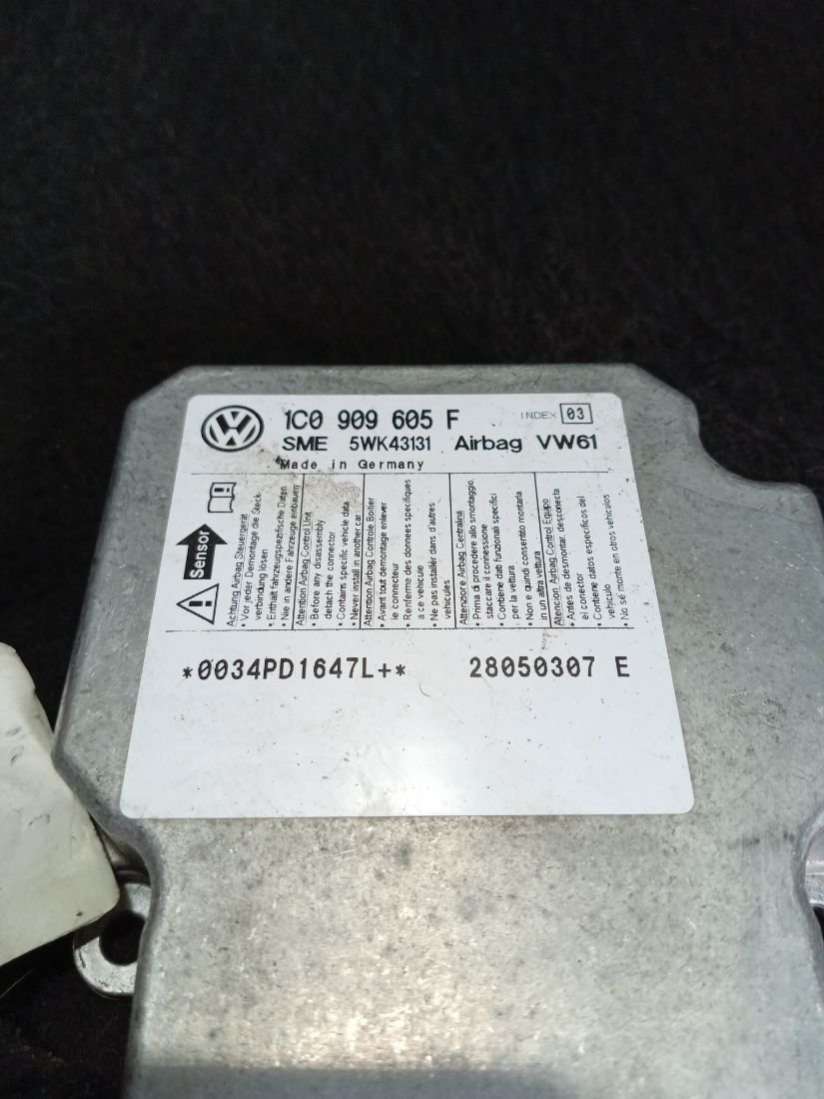 1C0 909 605 F
INDEX 03
SME 5WK43131 Airbag VW61
Made in Germany
Sensor
Achtung Airbag Steuergerät
• Vor jeder Demontage die Steck-
verbindung lösen
• Enthält fahrzeugspezifische Daten
• Nie in andere Fahrzeuge einbauen
Attention Airbag Control Unit
• Before any disassembly
detach the connector
• Contains specific vehicle data
• Never install in another car
Attention Airbag Controle Boitier
• Avant tout demontage enlever
le connecteur
• Renferme des donnees specifiques
a ce vehicule
• Ne pas installer dans d'autres
vehicules
Attenzione Airbag Centralina
• Prima di procedere allo smontaggio,
staccare il connessione
• Contiene dati funzionali specifici
per la vettura
• Non e quindi consentito montarla
in un altra vettura
Atencion Airbag Control Equipo
• Antes de desmontar, desconecta
el conector
• Contiene datos especificos del
vehiculo
• No sé monte en otros vehiculos
*0034PD1647L+* 28050307 E